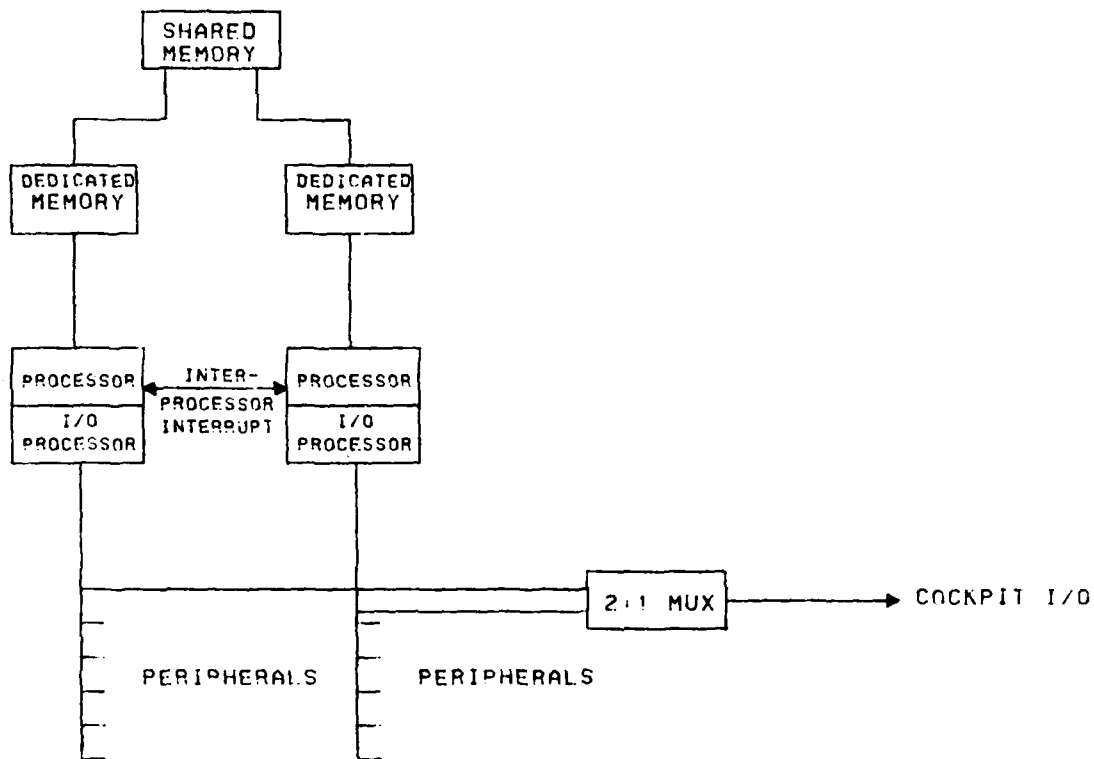 SHARED
MEMORY
DEDICATED
MEMORY
DEDICATED
MEMORY
PROCESSOR
I/O
PROCESSOR
INTER-
PROCESSOR
INTERRUPT
PROCESSOR
I/O
PROCESSOR
2:1 MUX
COCKPIT I/O
PERIPHERALS
PERIPHERALS